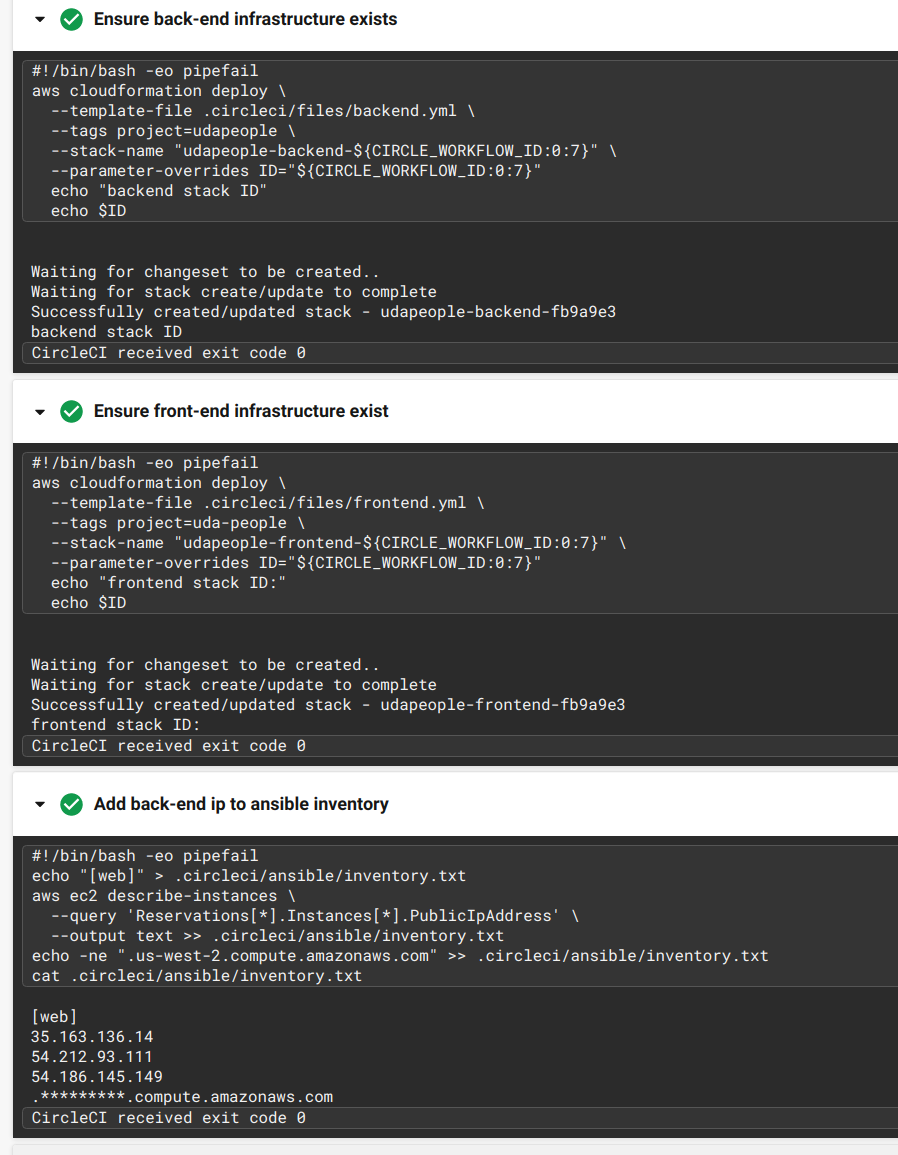 Ensure back-end infrastructure exists
#!/bin/bash -eo pipefail
aws cloudformation deploy \
  --template-file .circleci/files/backend.yml \
  --tags project=udapeople \
  --stack-name "udapeople-backend-${CIRCLE_WORKFLOW_ID:0:7}" \
  --parameter-overrides ID="${CIRCLE_WORKFLOW_ID:0:7}"
  echo "backend stack ID"
  echo $ID
Waiting for changeset to be created..
Waiting for stack create/update to complete
Successfully created/updated stack - udapeople-backend-fb9a9e3
backend stack ID
CircleCI received exit code 0
Ensure front-end infrastructure exist
#!/bin/bash -eo pipefail
aws cloudformation deploy \
  --template-file .circleci/files/frontend.yml \
  --tags project=uda-people \
  --stack-name "udapeople-frontend-${CIRCLE_WORKFLOW_ID:0:7}" \
  --parameter-overrides ID="${CIRCLE_WORKFLOW_ID:0:7}"
  echo "frontend stack ID:"
  echo $ID
Waiting for changeset to be created..
Waiting for stack create/update to complete
Successfully created/updated stack - udapeople-frontend-fb9a9e3
frontend stack ID:
CircleCI received exit code 0
Add back-end ip to ansible inventory
#!/bin/bash -eo pipefail
echo "[web]" > .circleci/ansible/inventory.txt
aws ec2 describe-instances \
  --query 'Reservations[*].Instances[*].PublicIpAddress' \
  --output text >> .circleci/ansible/inventory.txt
echo -ne ".us-west-2.compute.amazonaws.com" >> .circleci/ansible/inventory.txt
cat .circleci/ansible/inventory.txt
[web]
35.163.136.14
54.212.93.111
54.186.145.149
.*********.compute.amazonaws.com
CircleCI received exit code 0